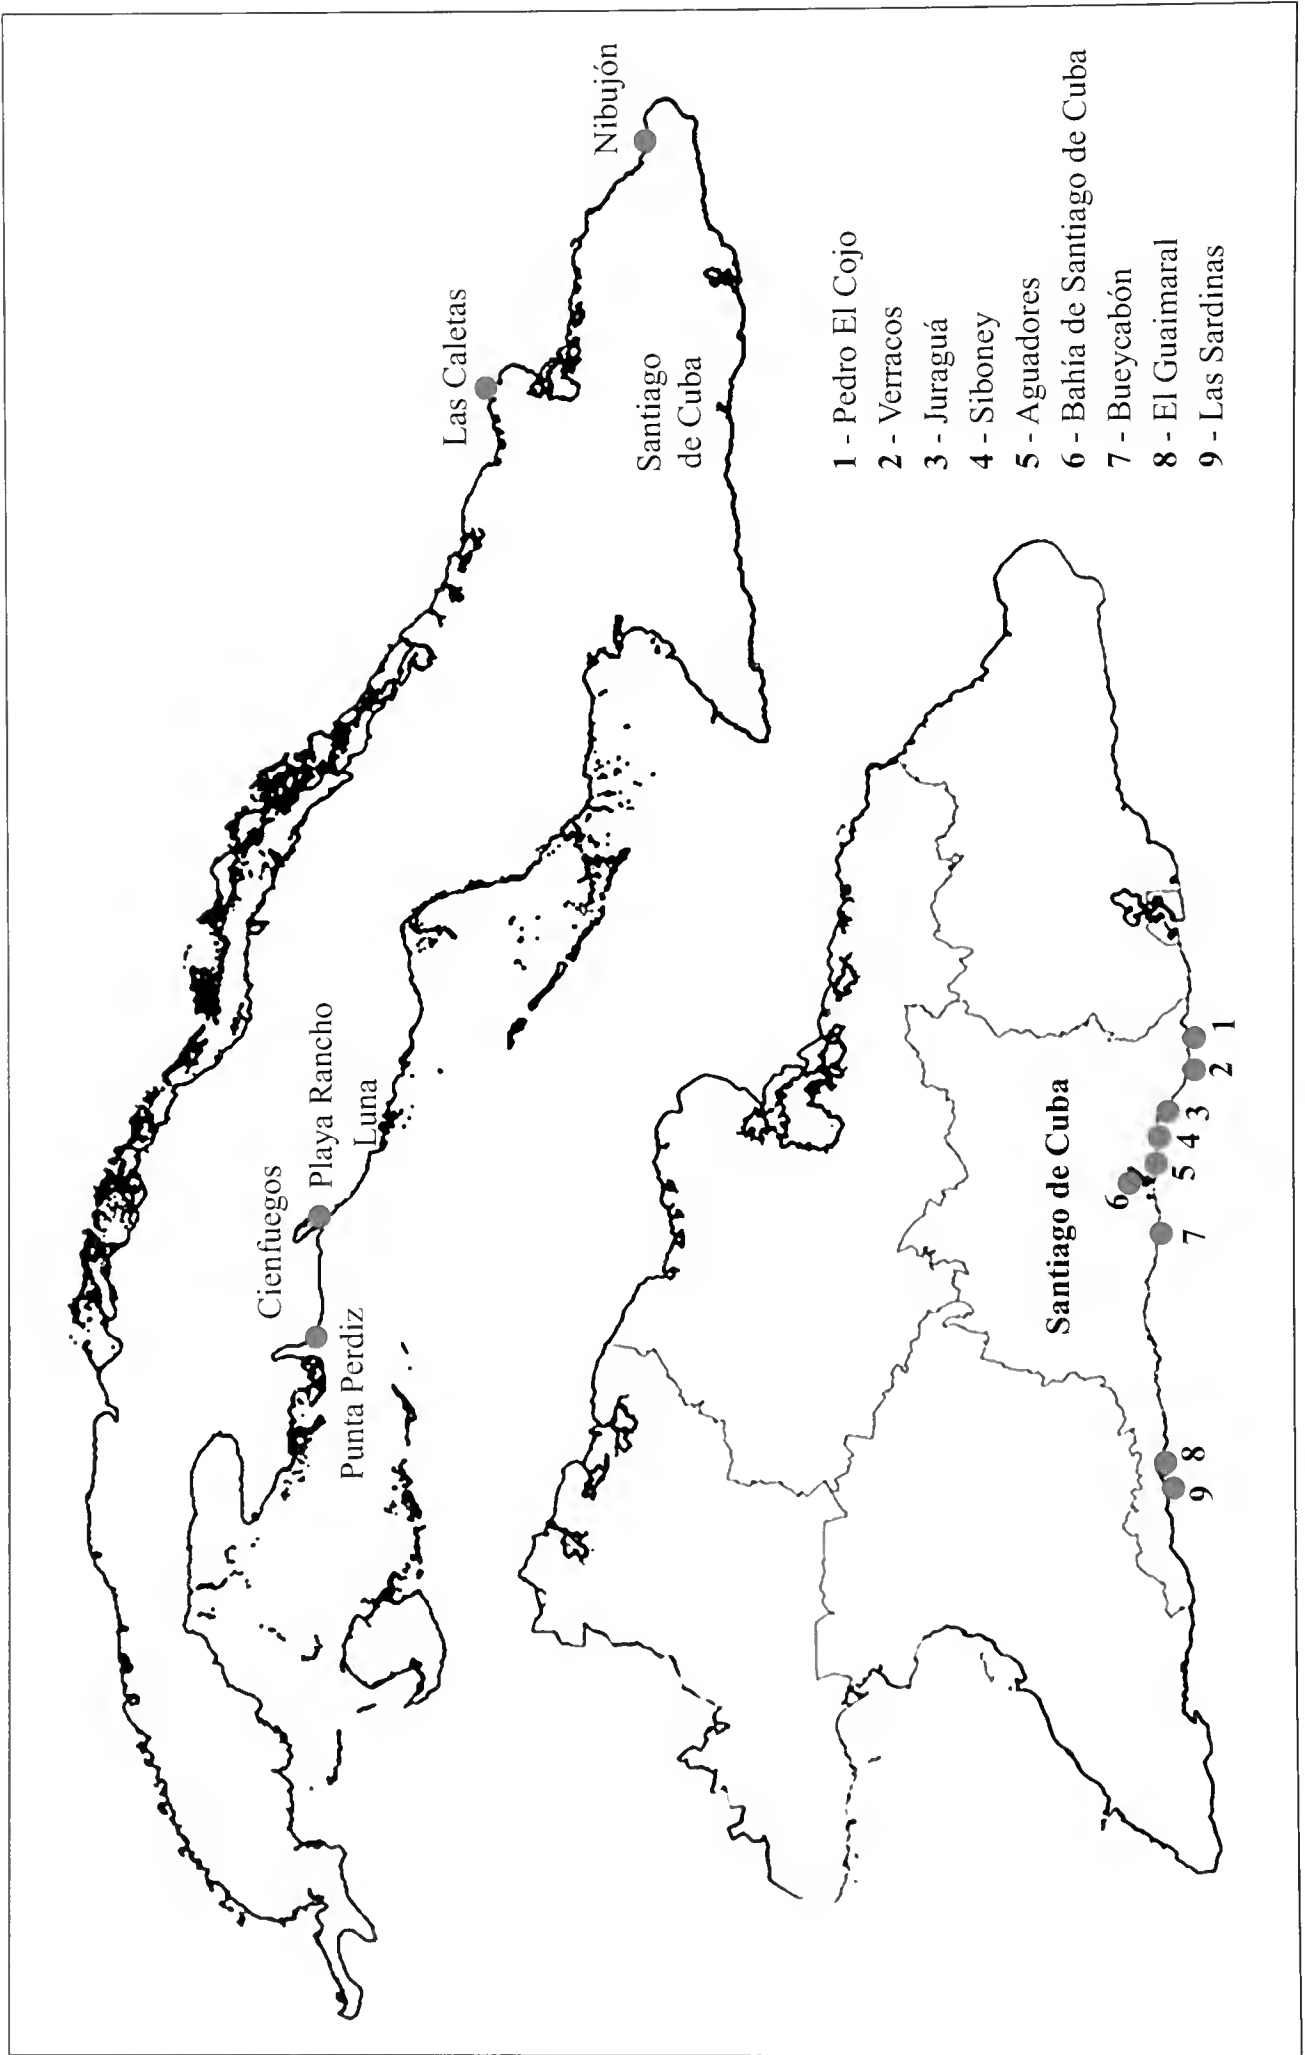 Nibujón
Las Caletas
Santiago
de Cuba
Cienfuegos
Playa Rancho
Luna
Punta Perdiz
1 - Pedro El Cojo
2 - Verracos
3 - Juraguá
4 - Siboney
5 - Aguadores
6 - Bahía de Santiago de Cuba
7 - Bueycabón
8 - El Guaimaral
9 - Las Sardinas
Santiago de Cuba
9
8
7
6
5
4
3
2
1